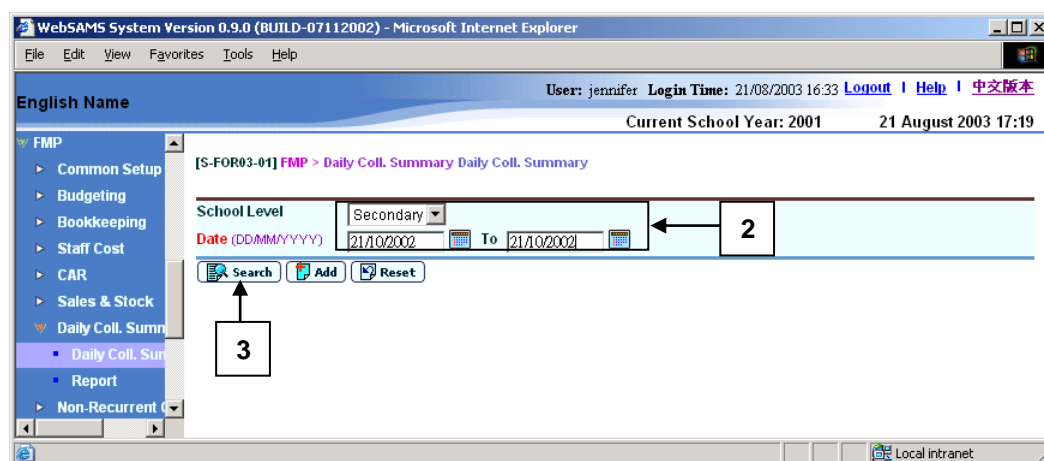 WebSAMS System Version 0.9.0 (BUILD-07112002) - Microsoft Internet Explorer
File Edit View Favorites Tools Help
English Name
User: jennifer Login Time: 21/08/2003 16:33 Logout | Help | 中文版本
Current School Year: 2001 21 August 2003 17:19
FMP
Common Setup
Budgeting
Bookkeeping
Staff Cost
CAR
Sales & Stock
Daily Coll. Summ
Daily Coll. Sun
Report
Non-Recurrent (
[S-FOR03-01] FMP > Daily Coll. Summary Daily Coll. Summary
School Level Secondary
Date (DD/MM/YYYY) 21/10/2002 To 21/10/2002
2
Search Add Reset
3
Local intranet